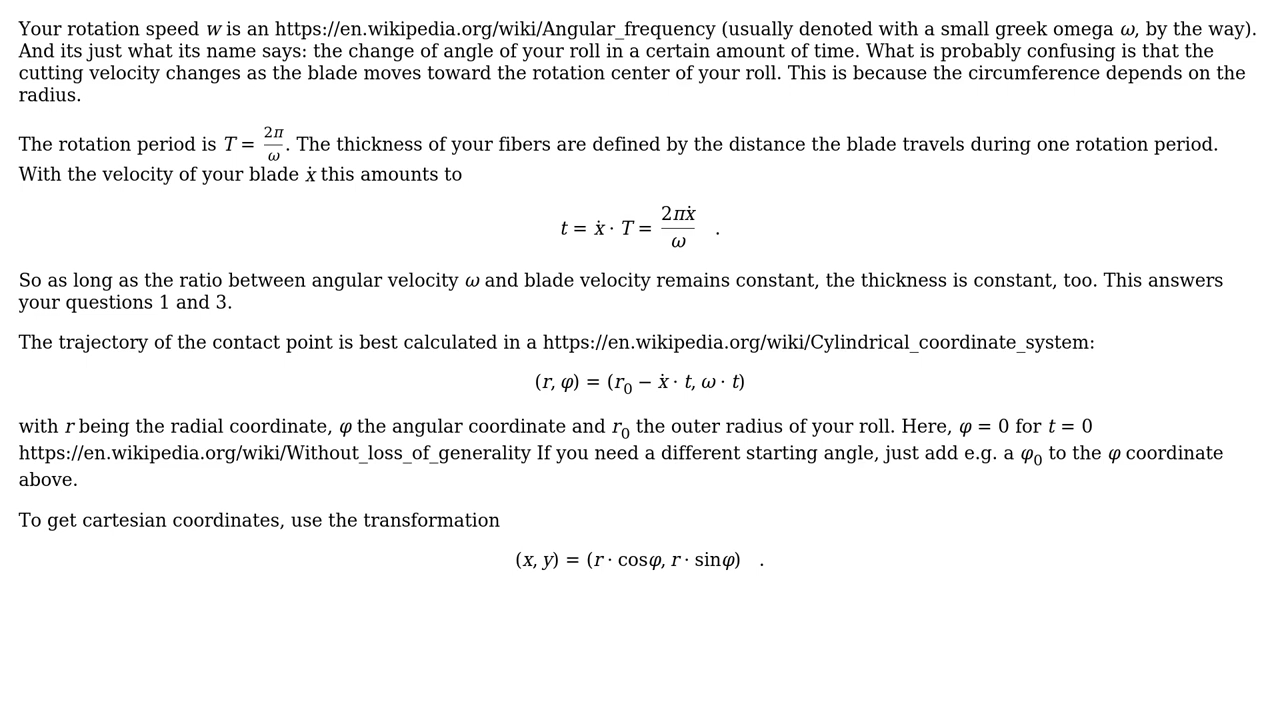 Your rotation speed w is an https://en.wikipedia.org/wiki/Angular_frequency (usually denoted with a small greek omega ω, by the way).
And its just what its name says: the change of angle of your roll in a certain amount of time. What is probably confusing is that the
cutting velocity changes as the blade moves toward the rotation center of your roll. This is because the circumference depends on the
radius.
The rotation period is T = 2π/ω. The thickness of your fibers are defined by the distance the blade travels during one rotation period.
With the velocity of your blade ẋ this amounts to
t = ẋ · T = 2πẋ/ω .
So as long as the ratio between angular velocity ω and blade velocity remains constant, the thickness is constant, too. This answers
your questions 1 and 3.
The trajectory of the contact point is best calculated in a https://en.wikipedia.org/wiki/Cylindrical_coordinate_system:
(r, φ) = (r₀ − ẋ · t, ω · t)
with r being the radial coordinate, φ the angular coordinate and r₀ the outer radius of your roll. Here, φ = 0 for t = 0
https://en.wikipedia.org/wiki/Without_loss_of_generality If you need a different starting angle, just add e.g. a φ₀ to the φ coordinate
above.
To get cartesian coordinates, use the transformation
(x, y) = (r · cosφ, r · sinφ) .